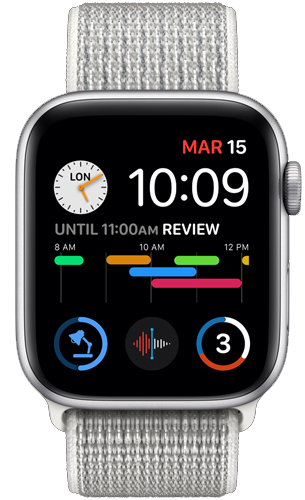 MAR 15
LON
10:09
UNTIL 11:00AM REVIEW
8 AM 10 AM 12 PM
3